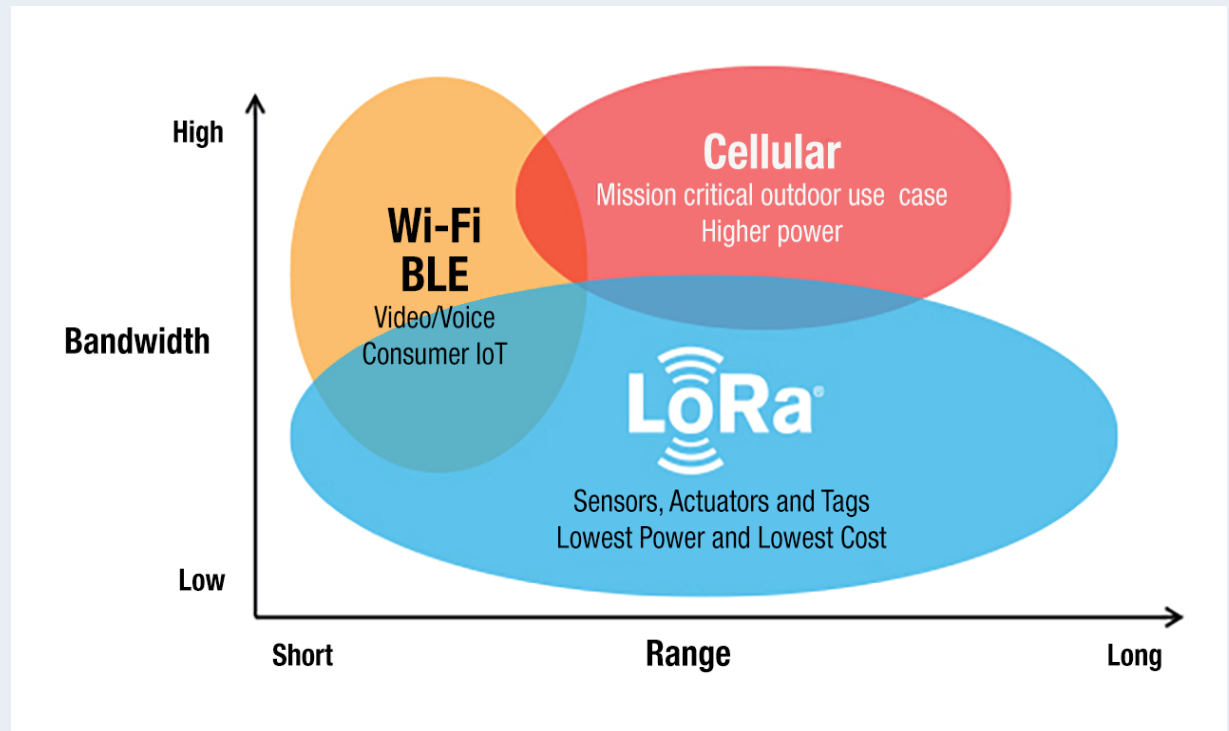 High
Bandwidth
Low
Wi-Fi
BLE
Video/Voice
Consumer IoT
Cellular
Mission critical outdoor use case
Higher power
LoRa®
Sensors, Actuators and Tags
Lowest Power and Lowest Cost
Short
Range
Long